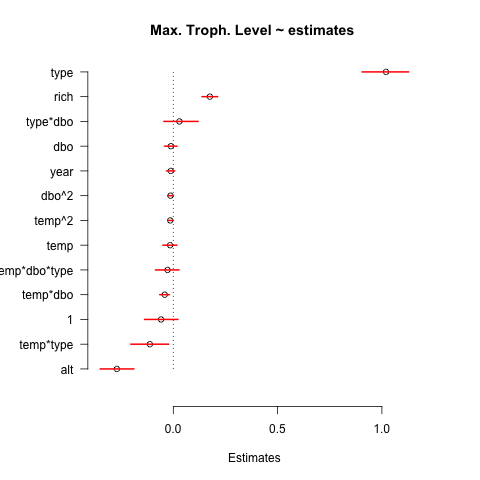 Max. Troph. Level ~ estimates
type
rich
type*dbo
dbo
year
dbo^2
temp^2
temp
emp*dbo*type
temp*dbo
1
temp*type
alt
0.0 0.5 1.0
Estimates